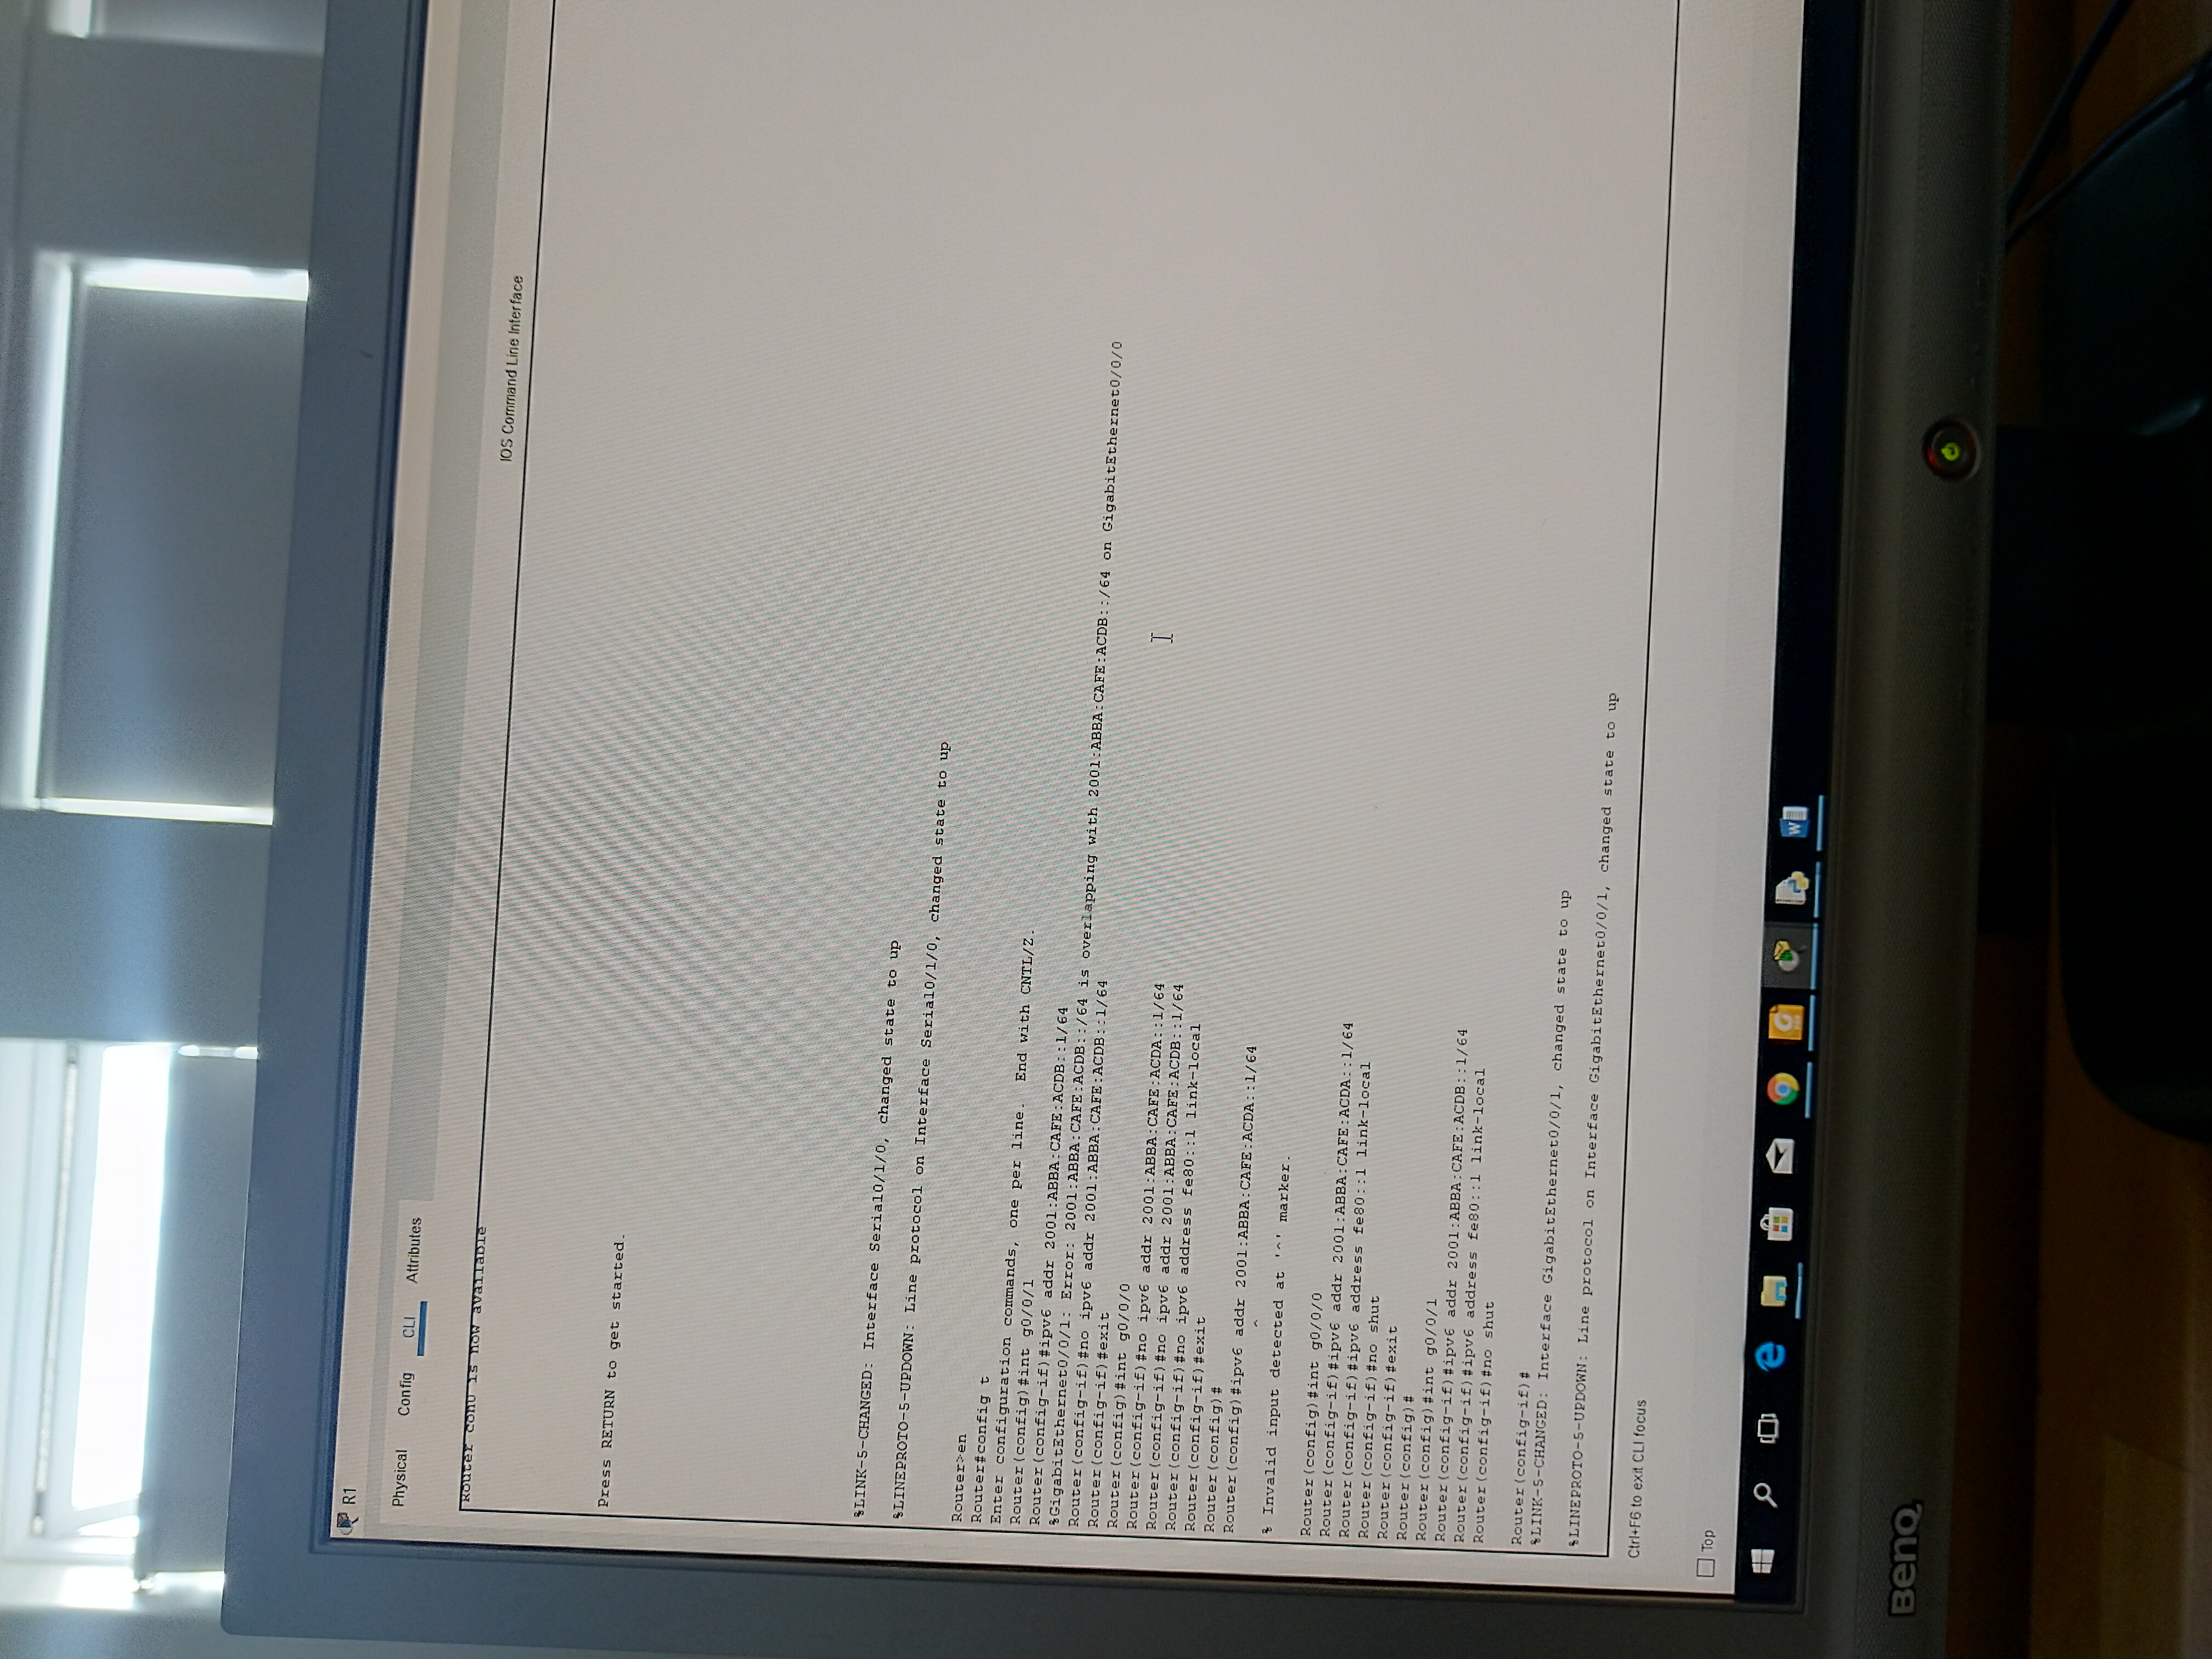 R1
Physical Config CLI Attributes
IOS Command Line Interface
Router con0 is now available
Press RETURN to get started.
%LINK-5-CHANGED: Interface Serial0/1/0, changed state to up
%LINEPROTO-5-UPDOWN: Line protocol on Interface Serial0/1/0, changed state to up
Router>en
Router#config t
Enter configuration commands, one per line.  End with CNTL/Z.
Router(config)#int g0/0/1
Router(config-if)#ipv6 addr 2001:ABBA:CAFE:ACDB::1/64
%GigabitEthernet0/0/1: Error: 2001:ABBA:CAFE:ACDB::/64 is overlapping with 2001:ABBA:CAFE:ACDB::/64 on GigabitEthernet0/0/0
Router(config-if)#no ipv6 addr 2001:ABBA:CAFE:ACDB::1/64
Router(config-if)#exit
Router(config)#int g0/0/0
Router(config-if)#no ipv6 addr 2001:ABBA:CAFE:ACDA::1/64
Router(config-if)#no ipv6 addr 2001:ABBA:CAFE:ACDB::1/64
Router(config-if)#no ipv6 address fe80::1 link-local
Router(config-if)#exit
Router(config)#
Router(config)#ipv6 addr 2001:ABBA:CAFE:ACDA::1/64
^
% Invalid input detected at '^' marker.
Router(config)#int g0/0/0
Router(config-if)#ipv6 addr 2001:ABBA:CAFE:ACDA::1/64
Router(config-if)#ipv6 address fe80::1 link-local
Router(config-if)#no shut
Router(config-if)#exit
Router(config)#
Router(config)#int g0/0/1
Router(config-if)#ipv6 addr 2001:ABBA:CAFE:ACDB::1/64
Router(config-if)#ipv6 address fe80::1 link-local
Router(config-if)#no shut
Router(config-if)#
%LINK-5-CHANGED: Interface GigabitEthernet0/0/1, changed state to up
%LINEPROTO-5-UPDOWN: Line protocol on Interface GigabitEthernet0/0/1, changed state to up
Ctrl+F6 to exit CLI focus
Top
BenQ